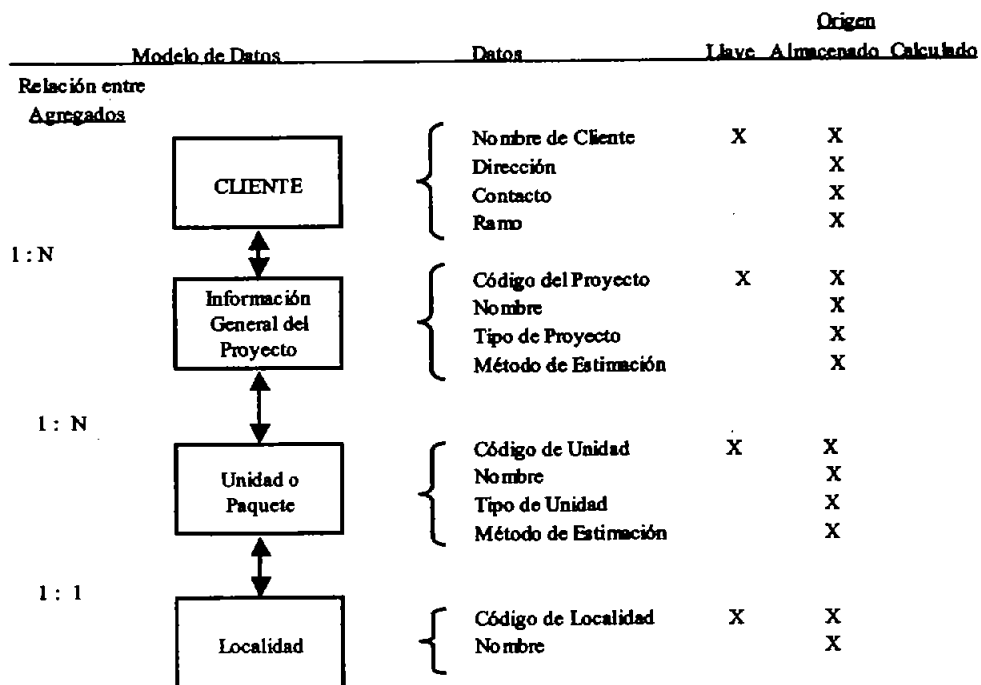 Origen
Modelo de Datos Datos Llave Almacenado Calculado
Relación entre
Agregados
CLIENTE
Nombre de Cliente X X
Dirección X
Contacto X
Ramo X
1 : N
Información
General del
Proyecto
Código del Proyecto X X
Nombre X
Tipo de Proyecto X
Método de Estimación X
1 : N
Unidad o
Paquete
Código de Unidad X X
Nombre X
Tipo de Unidad X
Método de Estimación X
1 : 1
Localidad
Código de Localidad X X
Nombre X